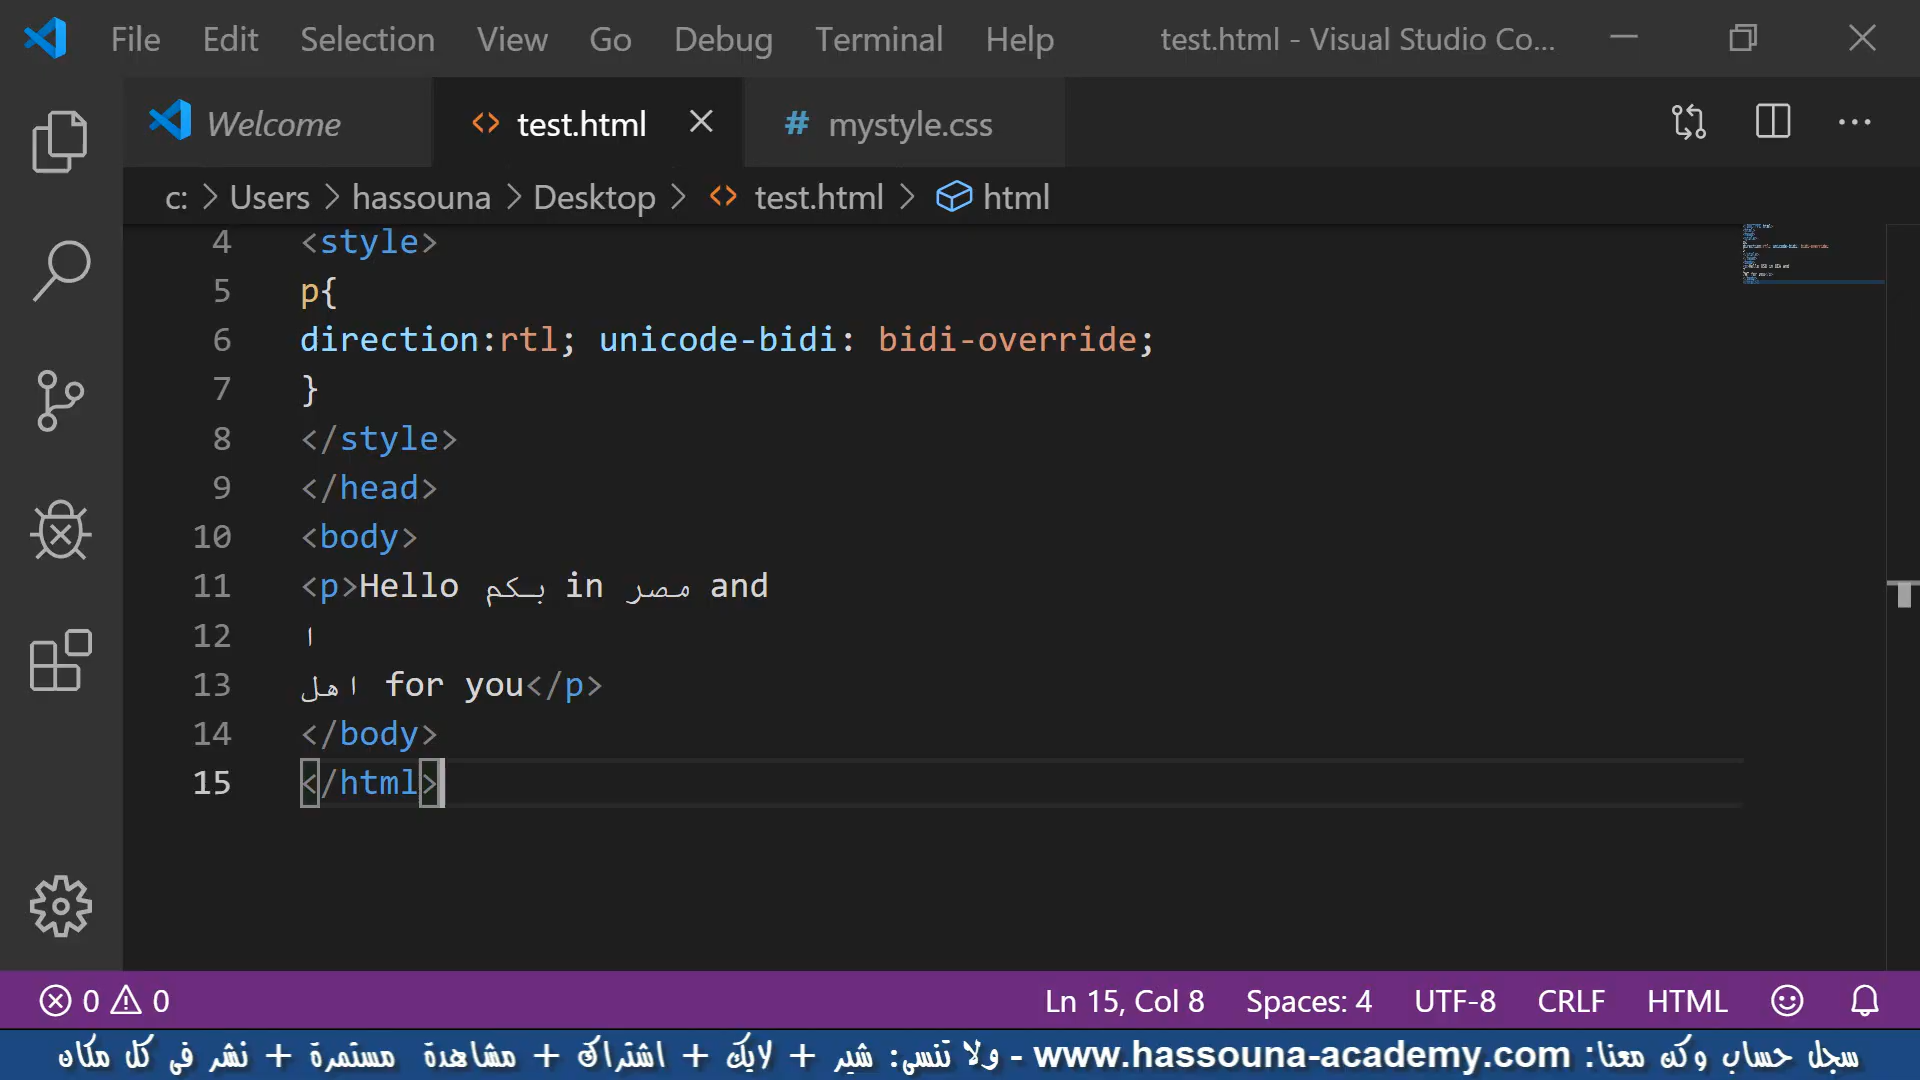 File Edit Selection View Go Debug Terminal Help test.html - Visual Studio Co...
Welcome test.html mystyle.css
c: > Users > hassouna > Desktop > test.html > html
4 <style>
5 p{
6 direction:rtl; unicode-bidi: bidi-override;
7 }
8 </style>
9 </head>
10 <body>
11 <p>Hello بكم in مصر and
12 ا
13 اهل for you</p>
14 </body>
15 </html>
0 0 Ln 15, Col 8 Spaces: 4 UTF-8 CRLF HTML
سجل حساب وكن معنا: www.hassouna-academy.com - ولا تنسى: شير + لايك + اشتراك + مشاهدة مستمرة + نشر فى كل مكان